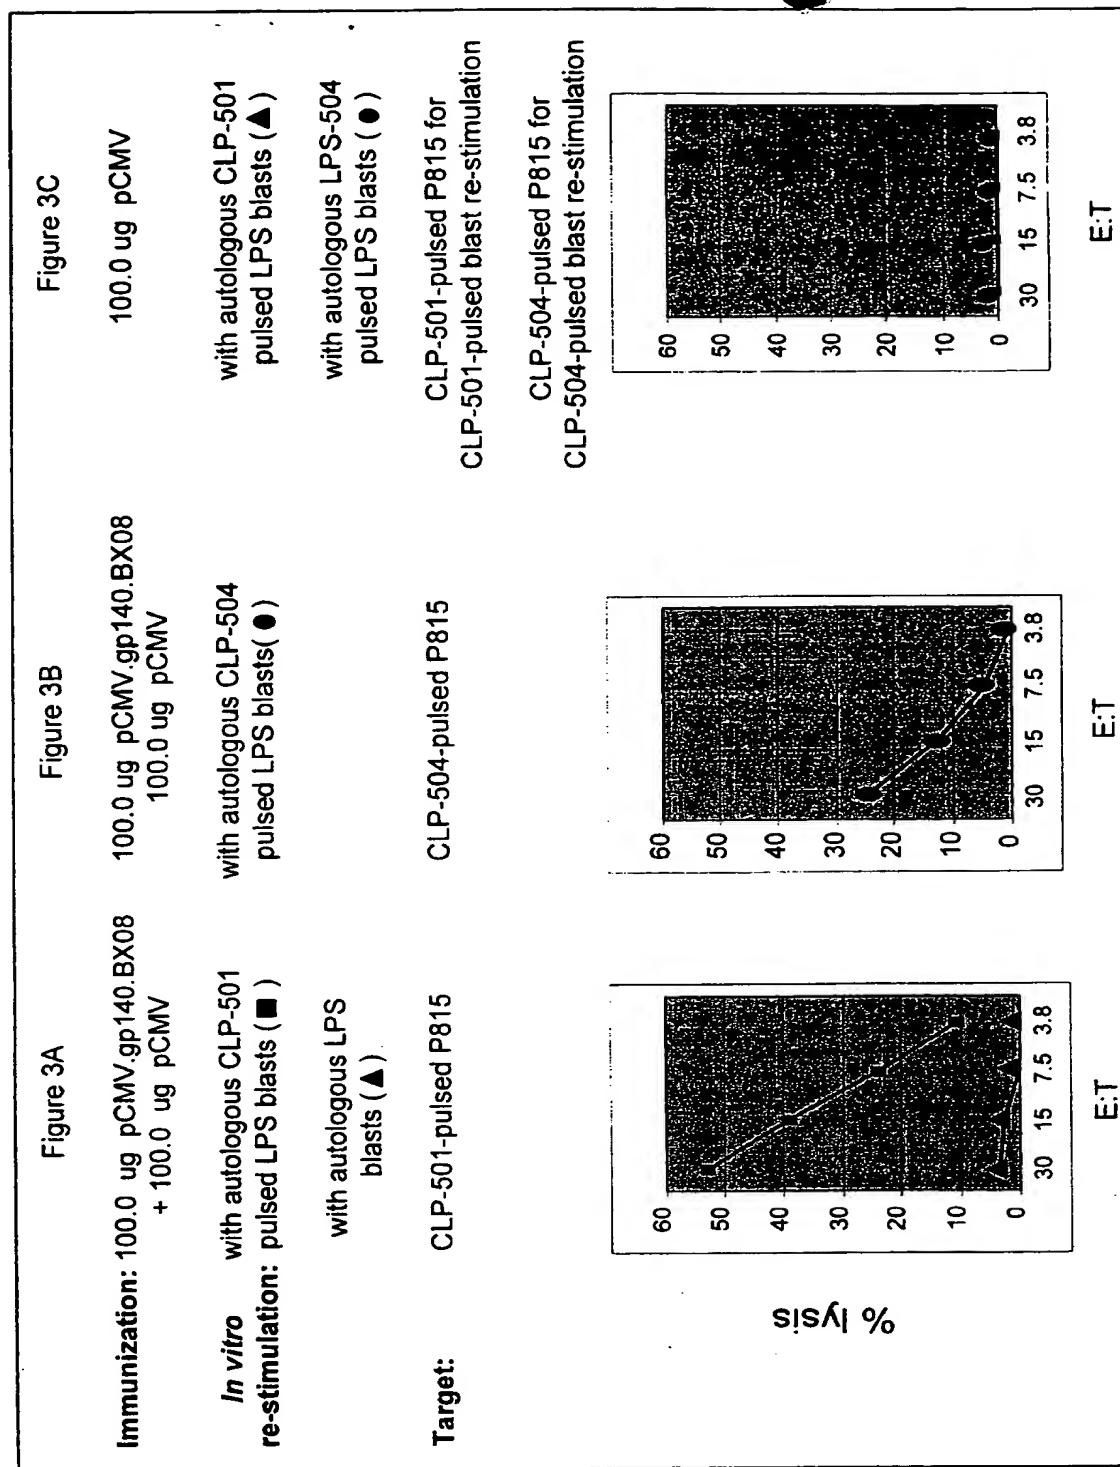 Figure 3A
Immunization: 100.0 ug pCMV.gp140.BX08
+ 100.0 ug pCMV
In vitro with autologous CLP-501
re-stimulation: pulsed LPS blasts (■)
with autologous LPS
blasts (▲)
Target: CLP-501-pulsed P815
% lysis
60
50
40
30
20
10
0
30 15 7.5 3.8
E:T
Figure 3B
100.0 ug pCMV.gp140.BX08
100.0 ug pCMV
with autologous CLP-504
pulsed LPS blasts(●)
CLP-504-pulsed P815
60
50
40
30
20
10
0
30 15 7.5 3.8
E:T
Figure 3C
100.0 ug pCMV
with autologous CLP-501
pulsed LPS blasts (▲)
with autologous LPS-504
pulsed LPS blasts (●)
CLP-501-pulsed P815 for
CLP-501-pulsed blast re-stimulation
CLP-504-pulsed P815 for
CLP-504-pulsed blast re-stimulation
60
50
40
30
20
10
0
30 15 7.5 3.8
E:T